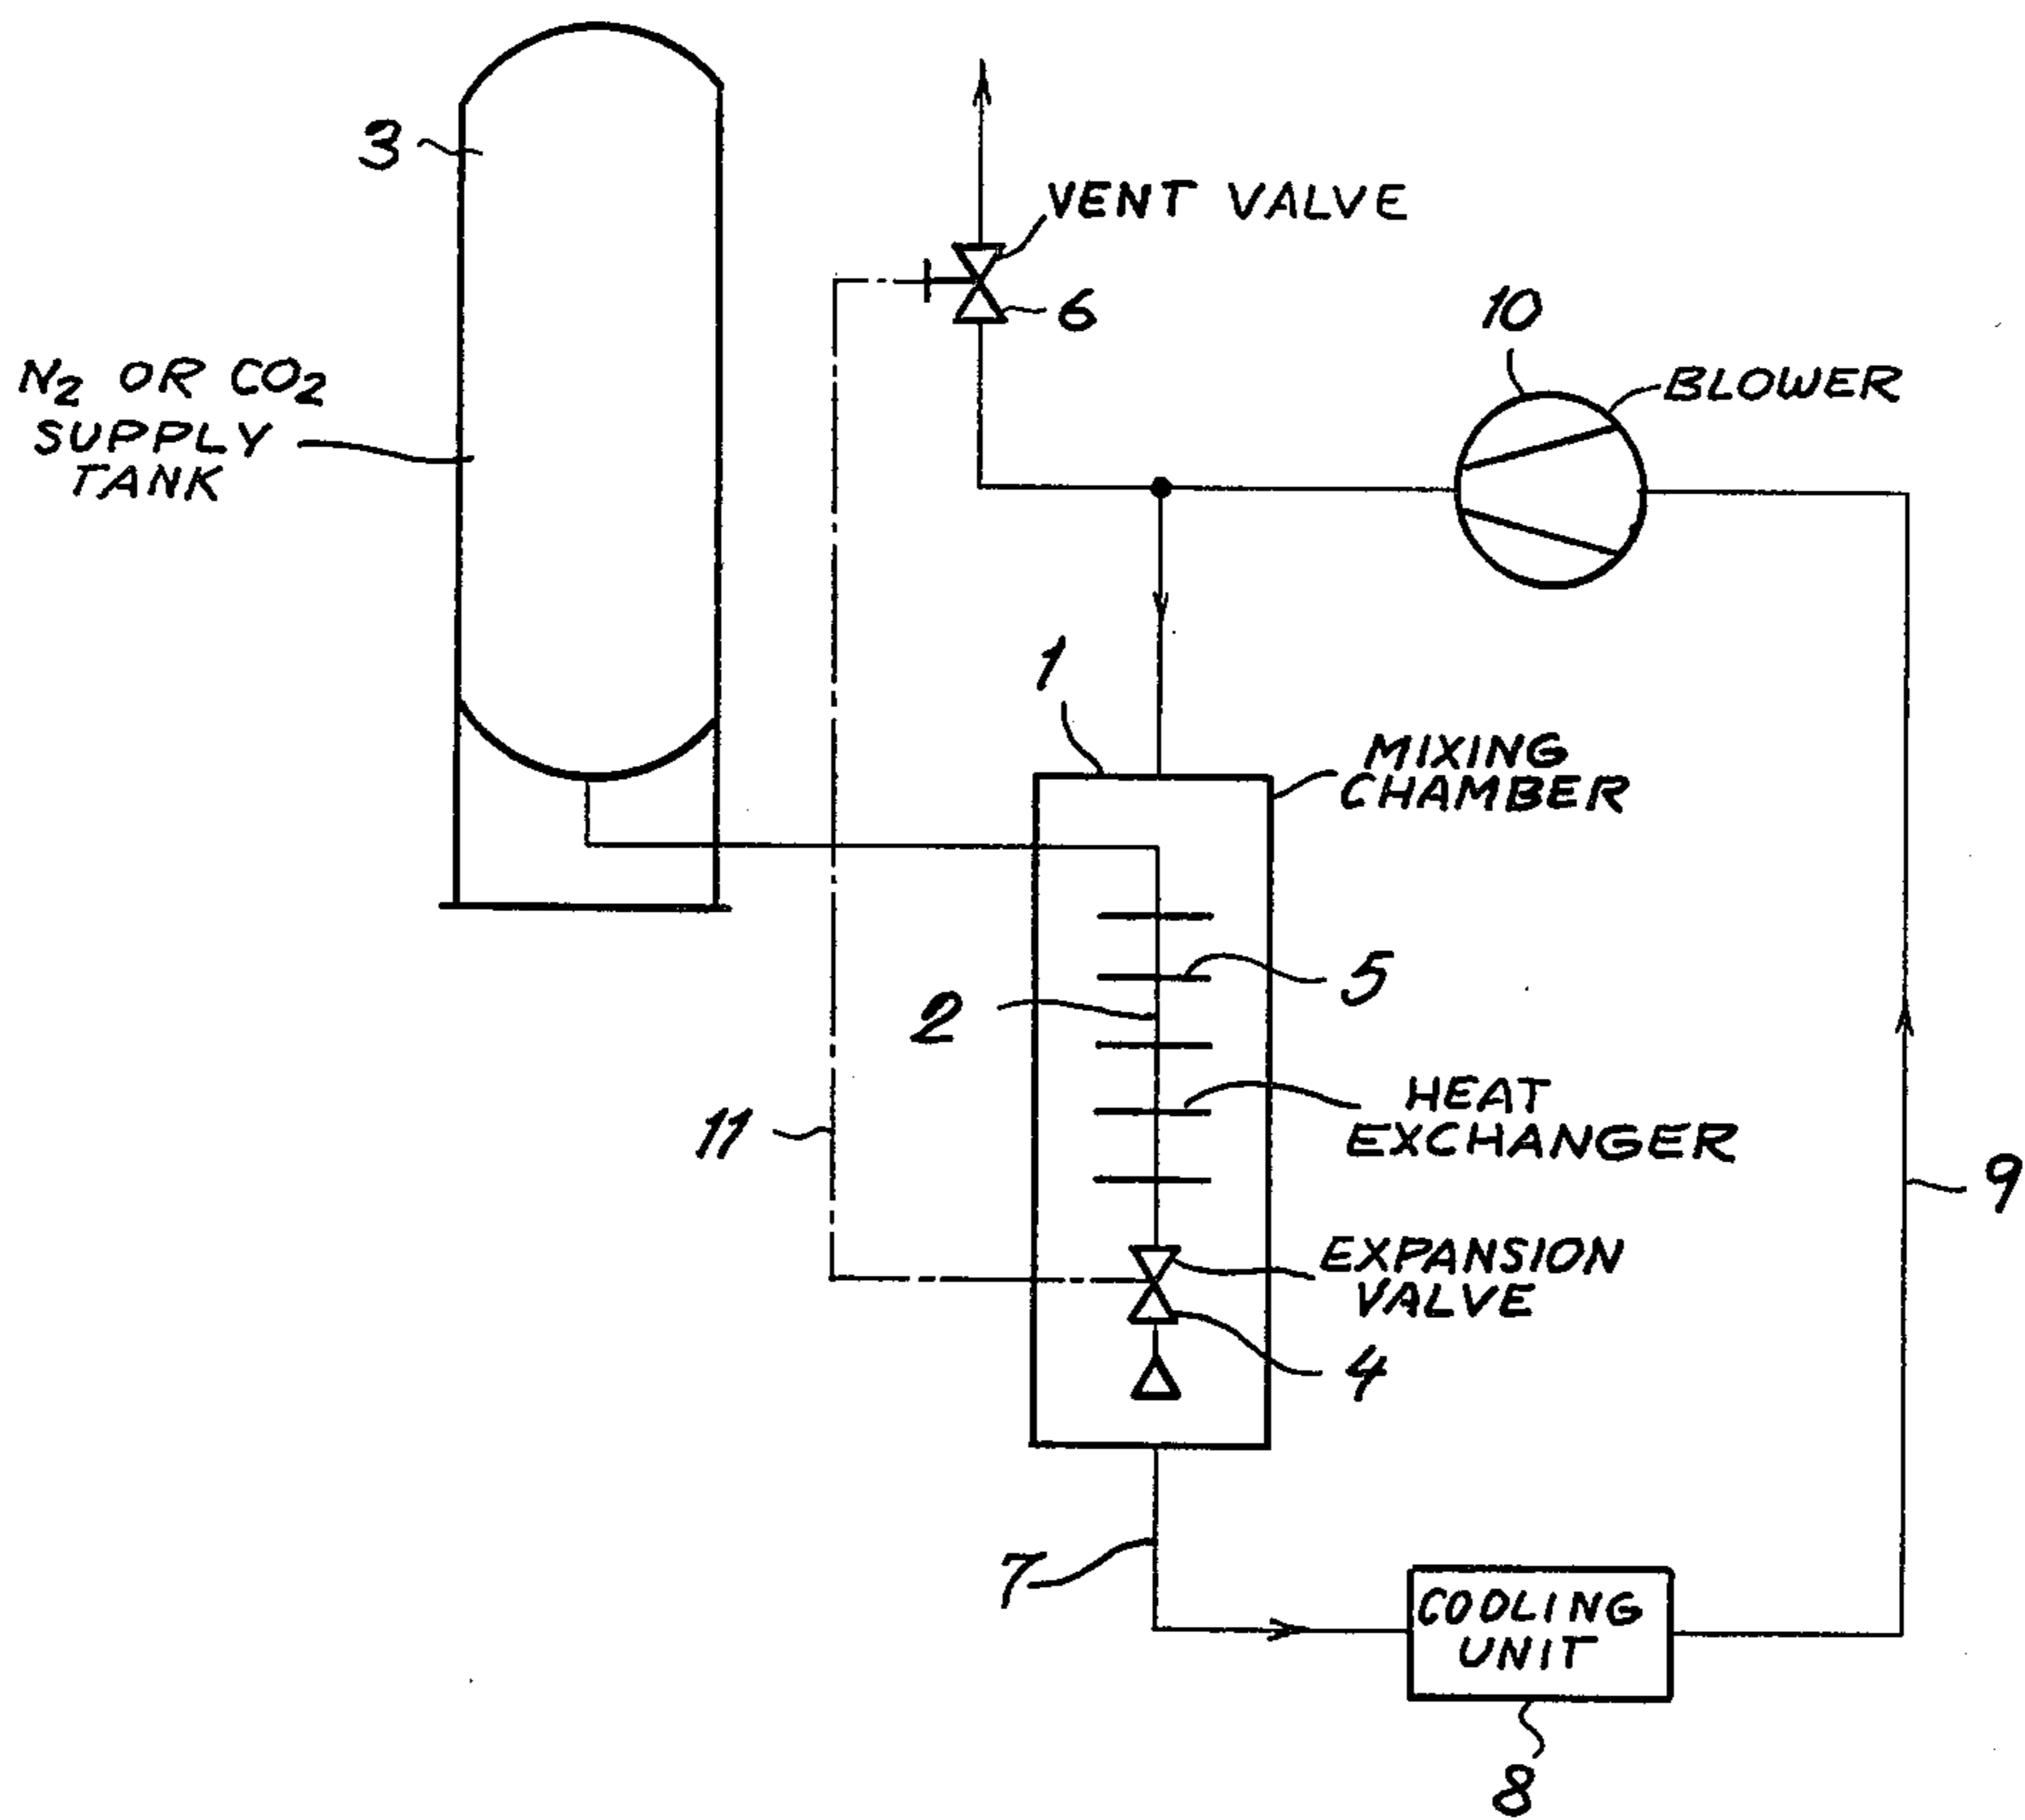 3
VENT VALVE
6
10
N₂ OR CO₂
SUPPLY
TANK
BLOWER
1
MIXING
CHAMBER
5
2
HEAT
EXCHANGER
11
9
EXPANSION
VALVE
4
7
COOLING
UNIT
8